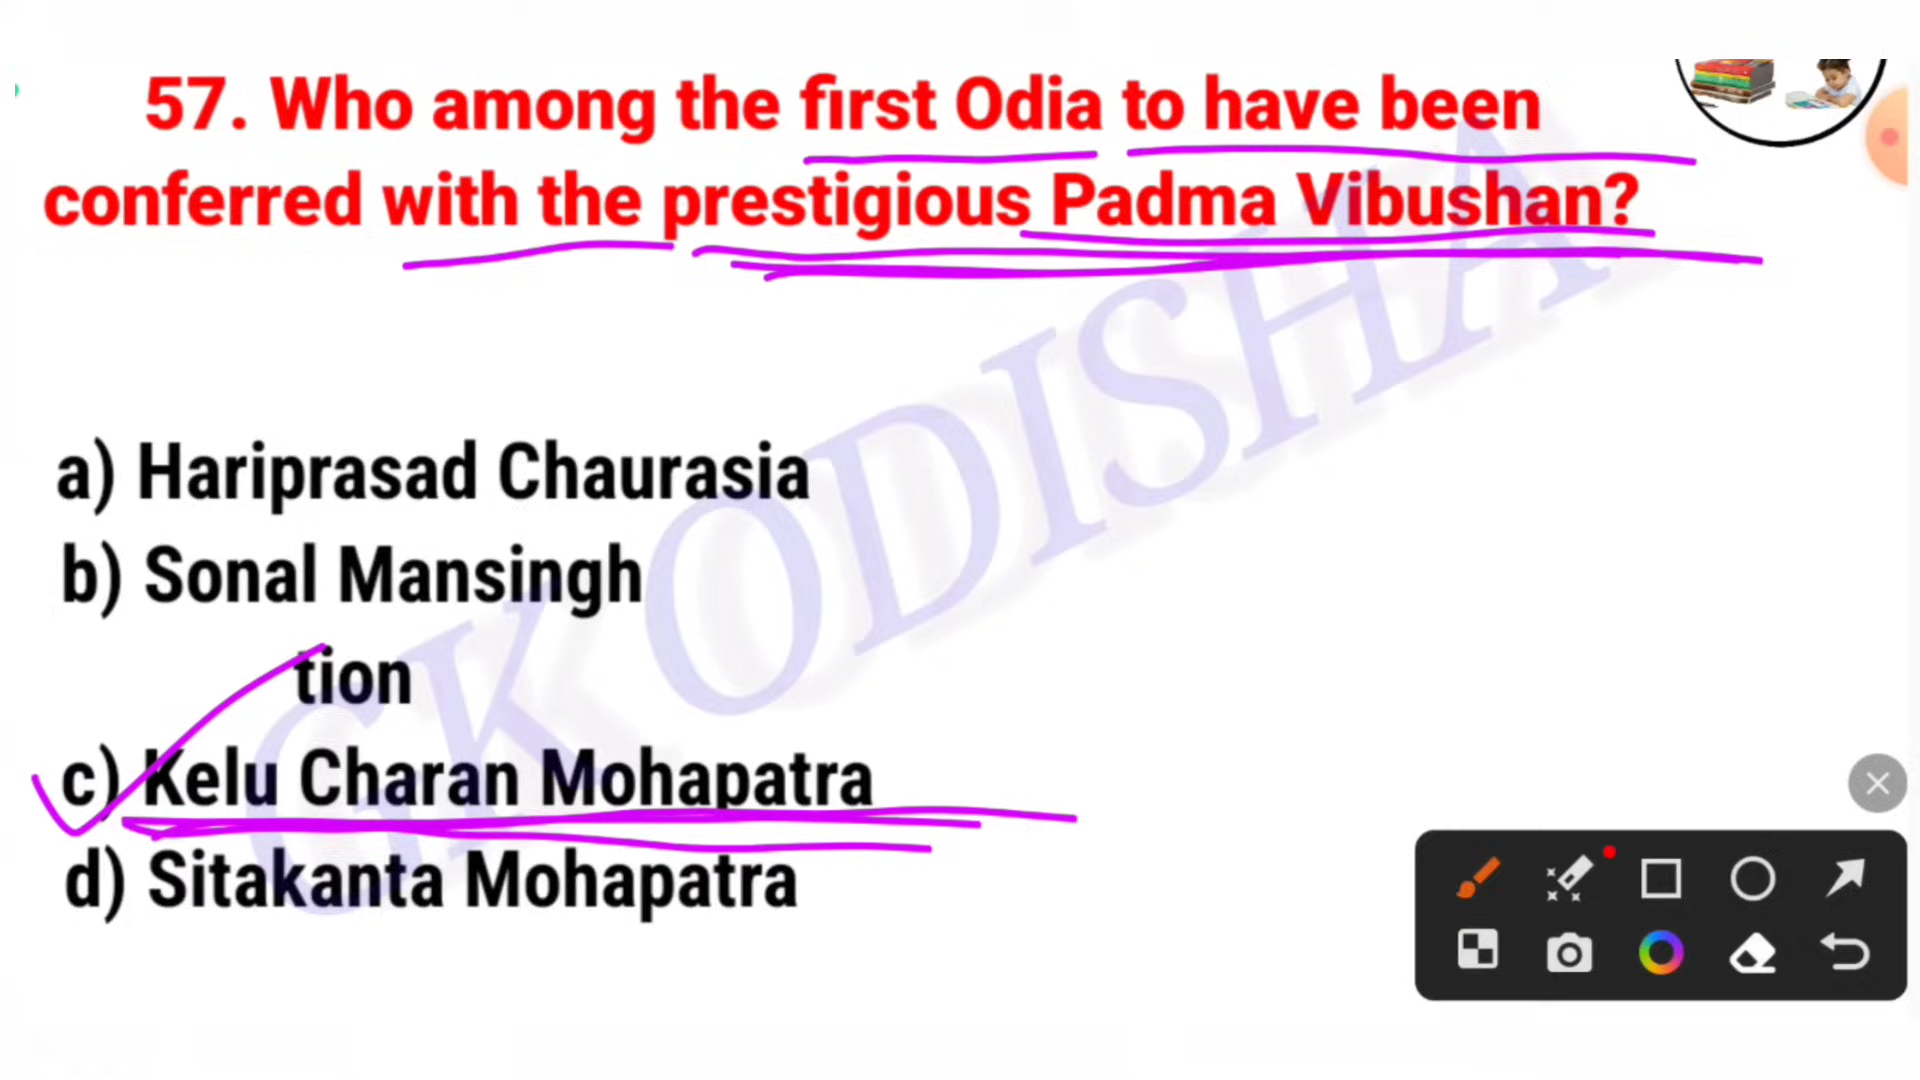 57. Who among the first Odia to have been
conferred with the prestigious Padma Vibushan?
a) Hariprasad Chaurasia
b) Sonal Mansingh
tion
c) Kelu Charan Mohapatra
d) Sitakanta Mohapatra
GK ODISHA